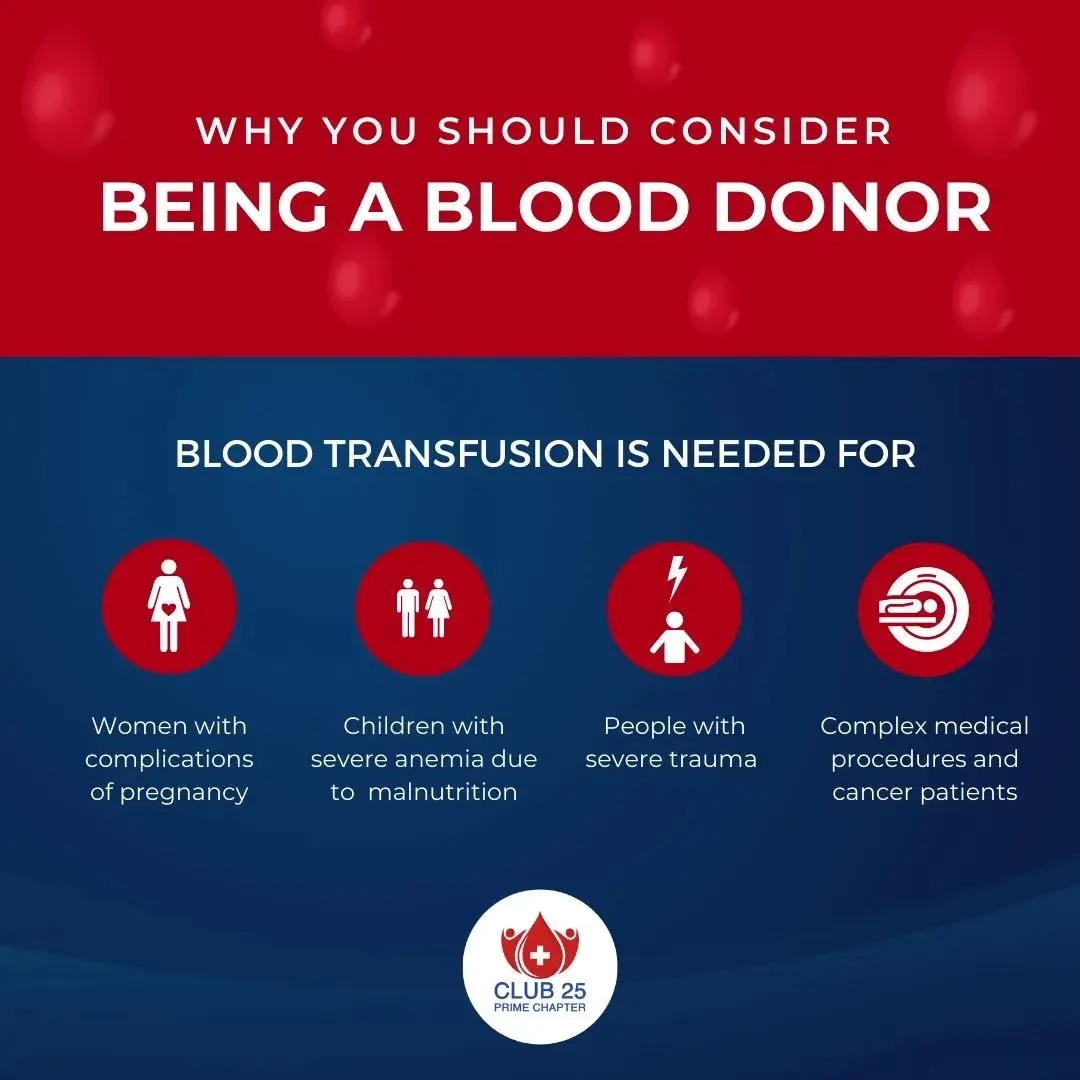 WHY YOU SHOULD CONSIDER
BEING A BLOOD DONOR
BLOOD TRANSFUSION IS NEEDED FOR
Women with
complications
of pregnancy
Children with
severe anemia due
to malnutrition
People with
severe trauma
Complex medical
procedures and
cancer patients
CLUB 25
PRIME CHAPTER